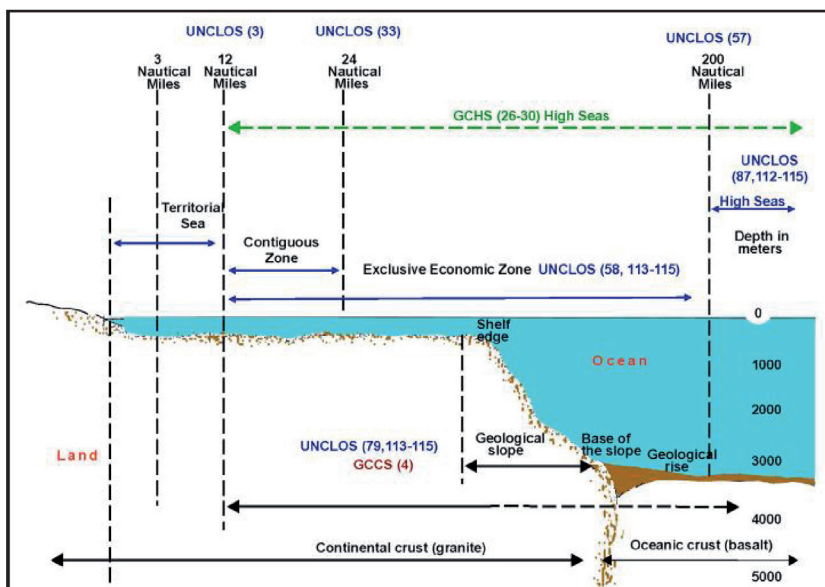 UNCLOS (3)
UNCLOS (33)
UNCLOS (57)
3
Nautical
Miles
12
Nautical
Miles
24
Nautical
Miles
200
Nautical
Miles
GCHS (26-30) High Seas
UNCLOS
(87,112-115)
High Seas
Territorial
Sea
Contiguous
Zone
Depth in
meters
Exclusive Economic Zone UNCLOS (58, 113-115)
0
Shelf
edge
Ocean
1000
2000
Land
UNCLOS (79,113-115)
GCCS (4)
Geological
slope
Base of
the slope
Geological
rise
3000
4000
Continental crust (granite)
Oceanic crust (basalt)
5000